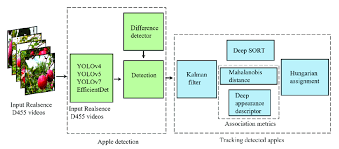 Difference
detector
YOLOv4
YOLOv5
YOLOv7
EfficientDet
Detection
Input Realsence
D455 videos
Input Realsence
D455 videos
Apple detection
Deep SORT
Kalman
filter
Mahalanobis
distance
Deep
appearance
descriptor
Association metrics
Hungarian
assignment
Tracking detected apples